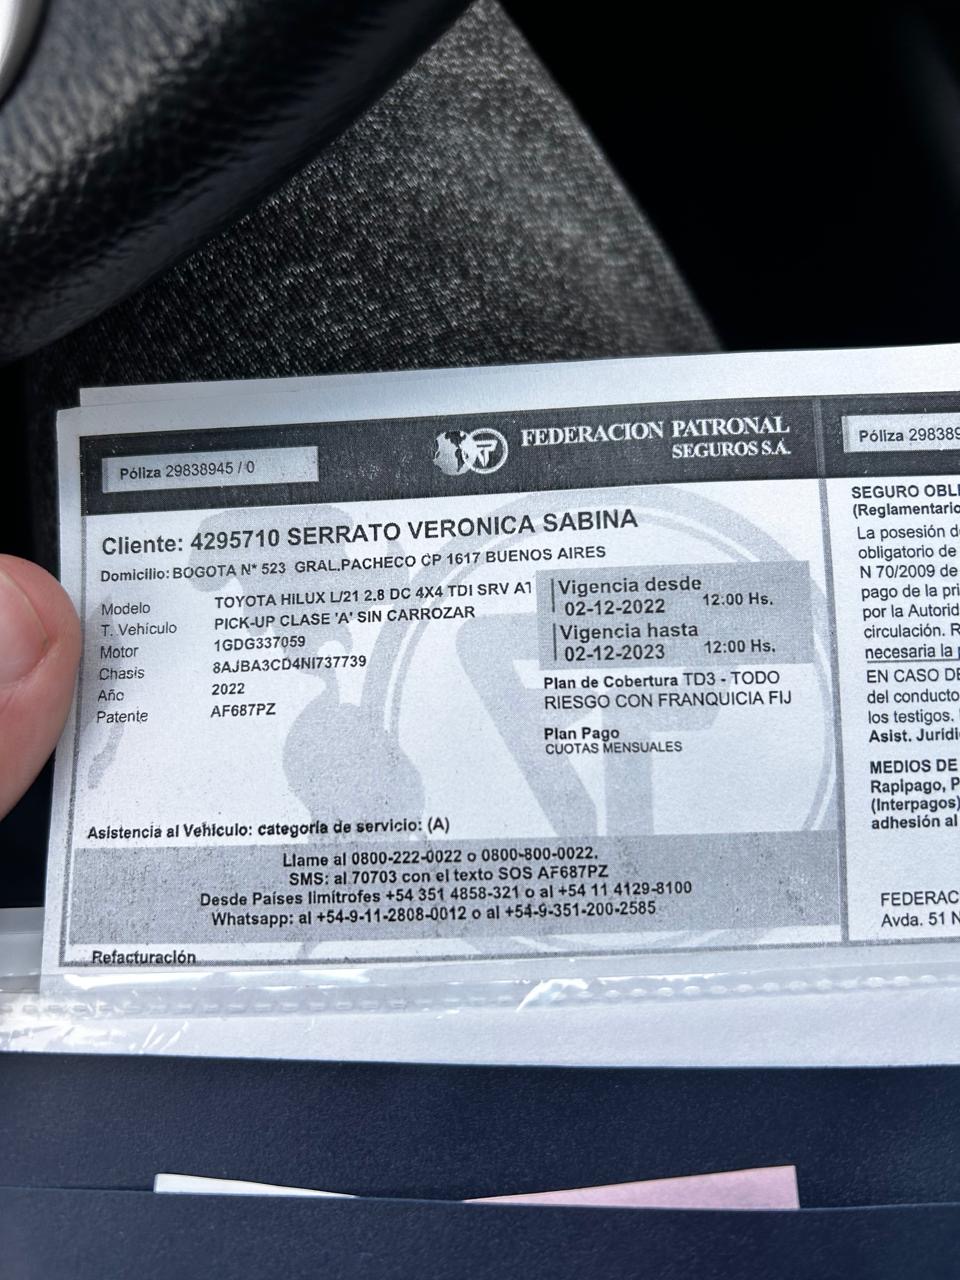 Póliza 29838945 / 0
FEDERACION PATRONAL
SEGUROS S.A.
Cliente: 4295710 SERRATO VERONICA SABINA
Domicilio: BOGOTA N* 523 GRAL.PACHECO CP 1617 BUENOS AIRES
Modelo TOYOTA HILUX L/21 2.8 DC 4X4 TDI SRV AT
T. Vehículo PICK-UP CLASE 'A' SIN CARROZAR
Motor 1GDG337059
Chasis 8AJBA3CD4NI737739
Año 2022
Patente AF687PZ
Vigencia desde
02-12-2022 12:00 Hs.
Vigencia hasta
02-12-2023 12:00 Hs.
Plan de Cobertura TD3 - TODO
RIESGO CON FRANQUICIA FIJ
Plan Pago
CUOTAS MENSUALES
Asistencia al Vehículo: categoría de servicio: (A)
Llame al 0800-222-0022 o 0800-800-0022.
SMS: al 70703 con el texto SOS AF687PZ
Desde Países limítrofes +54 351 4858-321 o al +54 11 4129-8100
Whatsapp: al +54-9-11-2808-0012 o al +54-9-351-200-2585
Refacturación
Póliza 298389
SEGURO OBLI
(Reglamentario
La posesión d
obligatorio de
N 70/2009 de
pago de la pri
por la Autorid
circulación. R
necesaria la
EN CASO DE
del conducto
los testigos.
Asist. Jurídi
MEDIOS DE
Rapipago, P
(Interpagos)
adhesión al
FEDERAC
Avda. 51 N